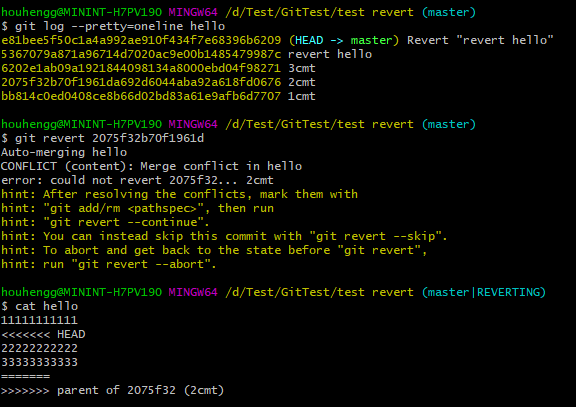 houhengg@MININT-H7PV190 MINGW64 /d/Test/GitTest/test revert (master)
$ git log --pretty=oneline hello
e81bee5f50c1a4a992ae910f434f7e68396b6209 (HEAD -> master) Revert "revert hello"
5367079a871a96714d7020ac9e00b1485479987c revert hello
6202e1ab09a1921844098134a8000ebd04f98271 3cmt
2075f32b70f1961da692d6044aba92a618fd0676 2cmt
bb814c0ed0408ce8b66d02bd83a61e9afb6d7707 1cmt

houhengg@MININT-H7PV190 MINGW64 /d/Test/GitTest/test revert (master)
$ git revert 2075f32b70f1961d
Auto-merging hello
CONFLICT (content): Merge conflict in hello
error: could not revert 2075f32... 2cmt
hint: After resolving the conflicts, mark them with
hint: "git add/rm <pathspec>", then run
hint: "git revert --continue".
hint: You can instead skip this commit with "git revert --skip".
hint: To abort and get back to the state before "git revert",
hint: run "git revert --abort".

houhengg@MININT-H7PV190 MINGW64 /d/Test/GitTest/test revert (master|REVERTING)
$ cat hello
11111111111
<<<<<<< HEAD
22222222222
33333333333
=======
>>>>>>> parent of 2075f32 (2cmt)